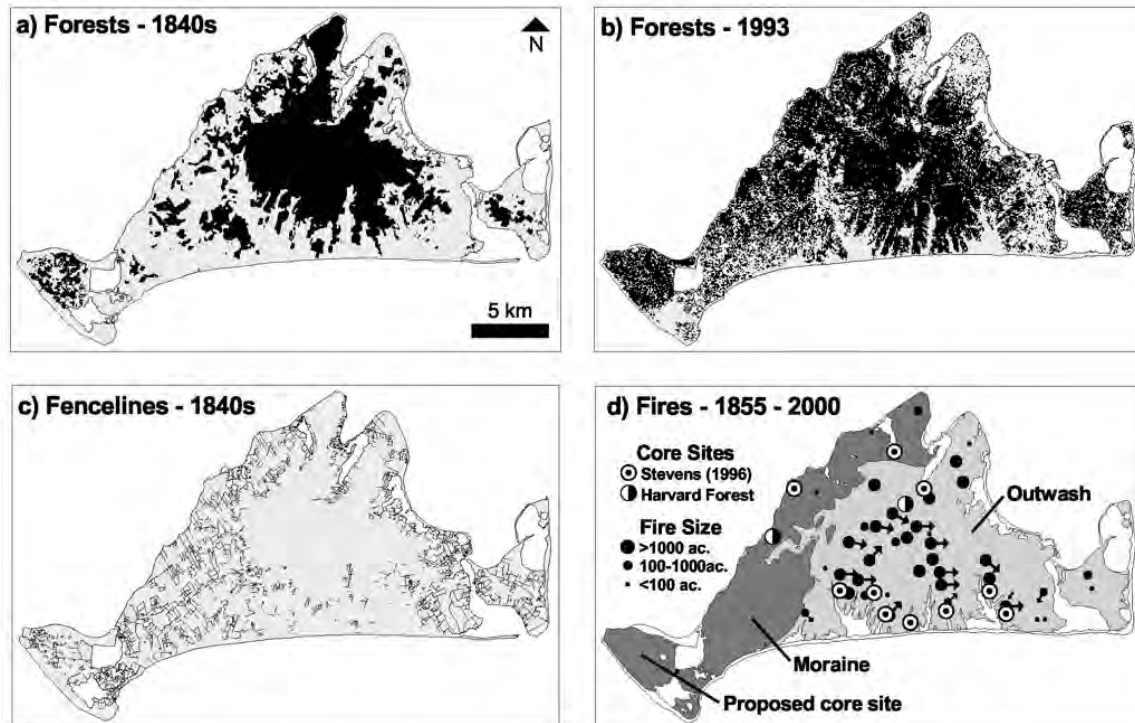 a) Forests - 1840s
N
5 km
b) Forests - 1993
c) Fencelines - 1840s
d) Fires - 1855 - 2000
Core Sites
Stevens (1996)
Harvard Forest
Fire Size
>1000 ac.
100-1000ac.
<100 ac.
Outwash
Moraine
Proposed core site